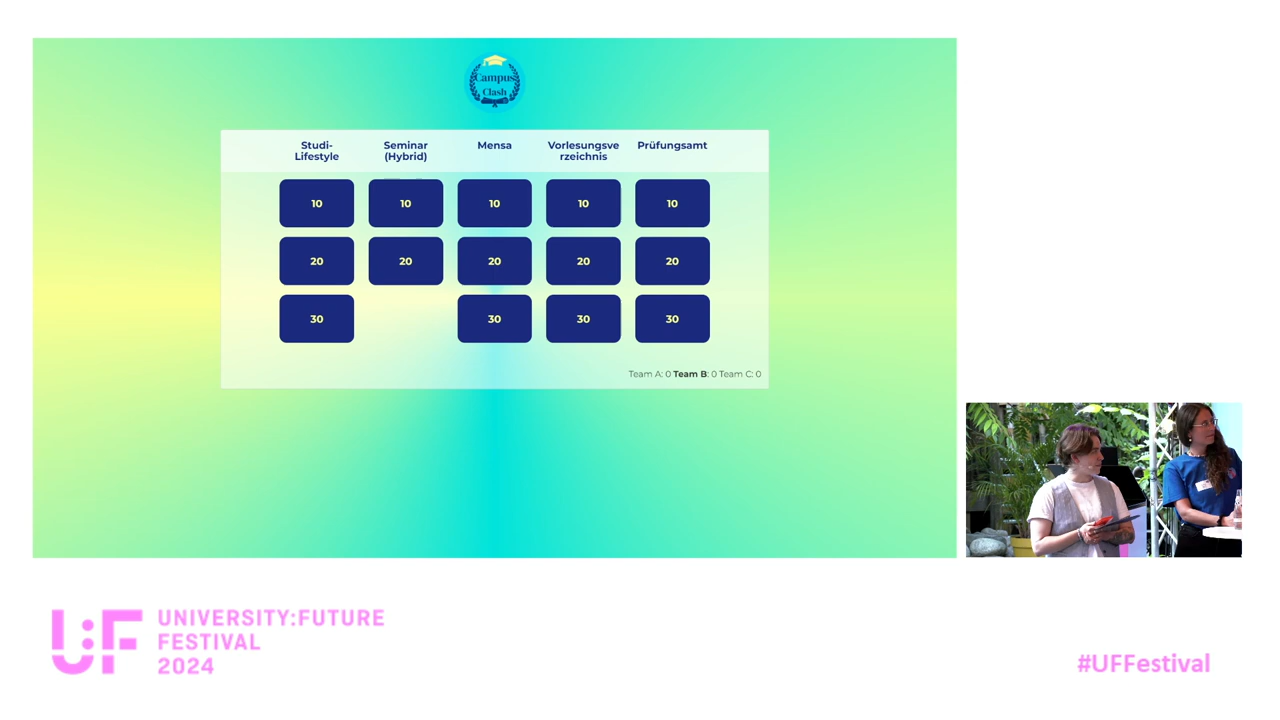 Campus
Clash
Studi-
Lifestyle
Seminar
(Hybrid)
Mensa
Vorlesungsve
rzeichnis
Prüfungsamt
10 10 10 10 10
20 20 20 20 20
30 30 30 30
Team A: 0 Team B: 0 Team C: 0
U:F
UNIVERSITY:FUTURE
FESTIVAL
2024
#UFFestival